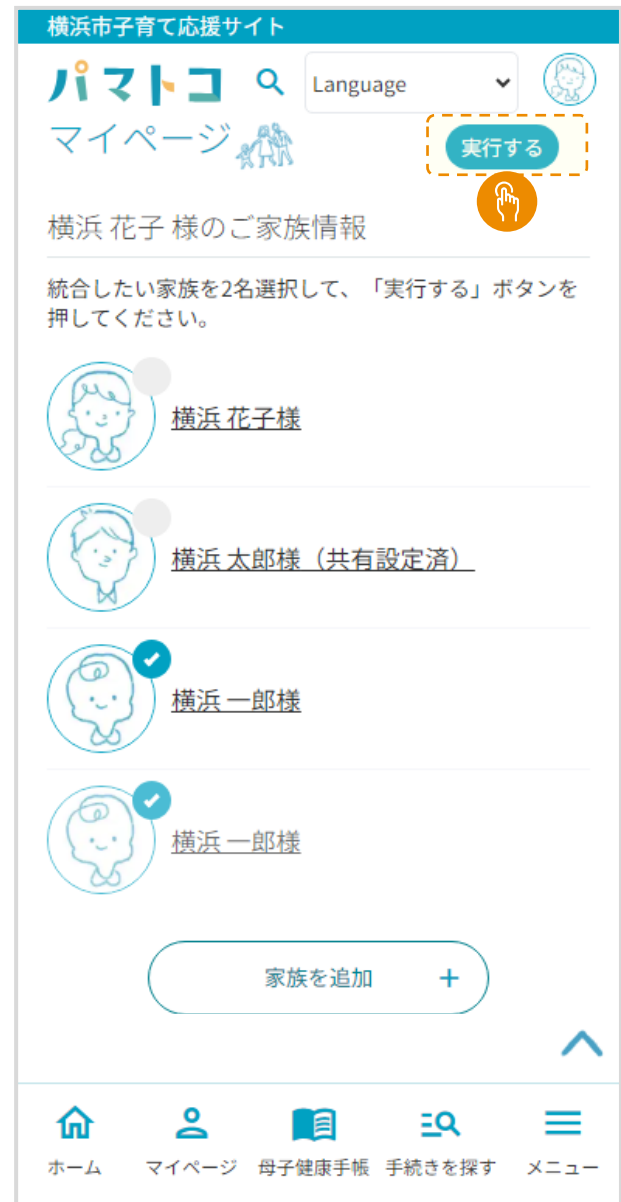 横浜市子育て応援サイト
パマトコ
Language
マイページ
実行する
横浜 花子 様のご家族情報
統合したい家族を2名選択して、「実行する」ボタンを
押してください。
横浜 花子様
横浜 太郎様（共有設定済）
横浜 一郎様
横浜 一郎様
家族を追加 +
ホーム
マイページ
母子健康手帳
手続きを探す
メニュー